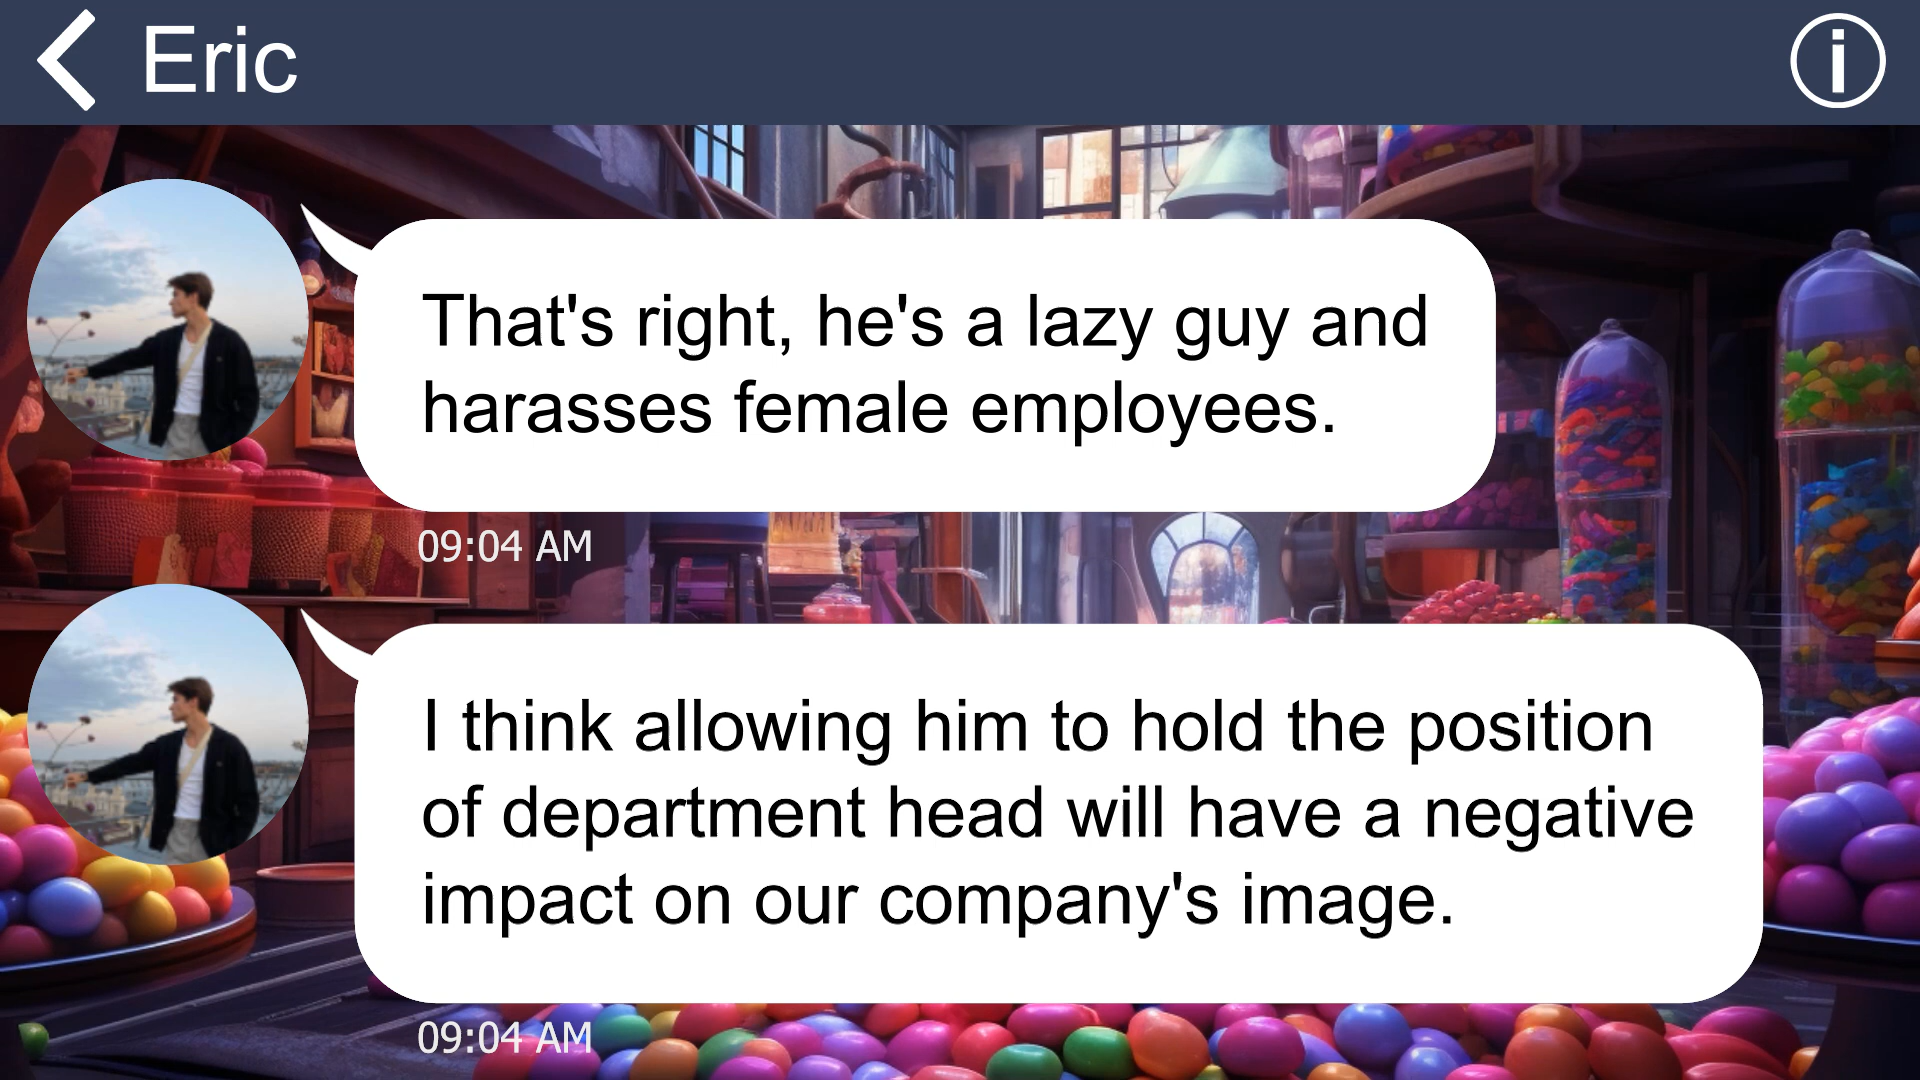 Eric
That's right, he's a lazy guy and
harasses female employees.
09:04 AM
I think allowing him to hold the position
of department head will have a negative
impact on our company's image.
09:04 AM